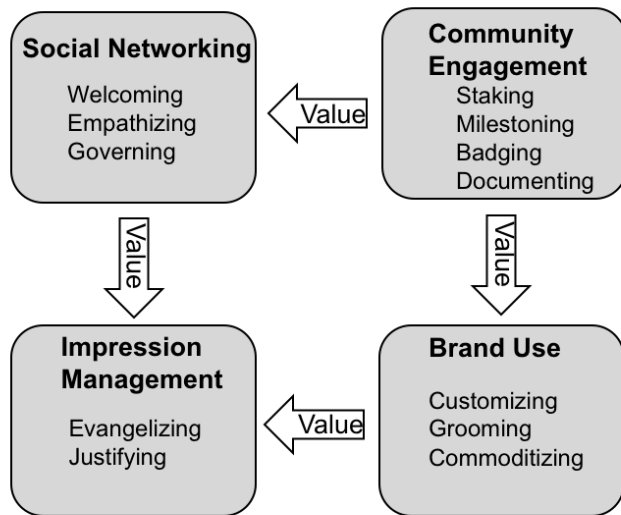 Social Networking
Welcoming
Empathizing
Governing
Value
Community
Engagement
Staking
Milestoning
Badging
Documenting
Value
Value
Impression
Management
Evangelizing
Justifying
Value
Brand Use
Customizing
Grooming
Commoditizing